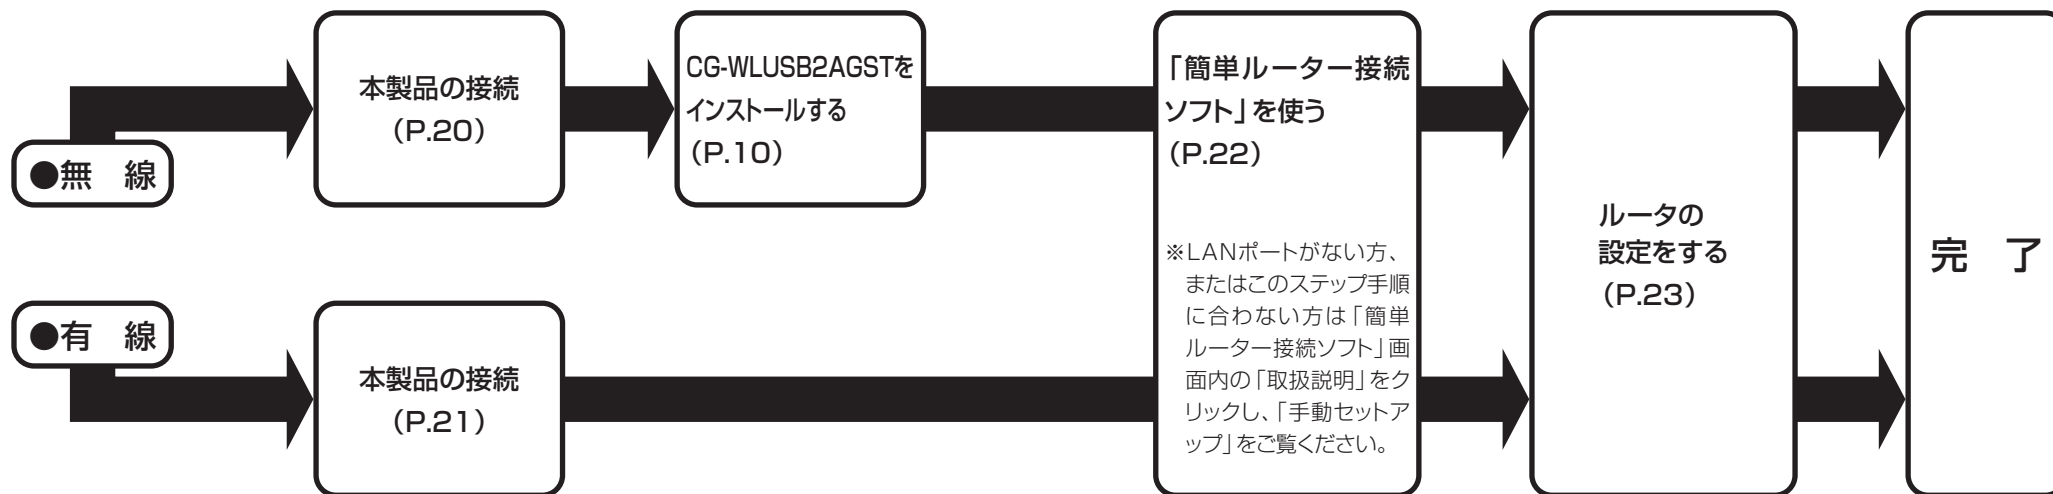 ●無　線
本製品の接続
（P.20）
CG-WLUSB2AGSTを
インストールする
（P.10）
●有　線
本製品の接続
（P.21）
「簡単ルーター接続
ソフト」を使う
（P.22）
※LANポートがない方、
またはこのステップ手順
に合わない方は「簡単
ルーター接続ソフト」画
面内の「取扱説明」をク
リックし、「手動セットア
ップ」をご覧ください。
ルータの
設定をする
（P.23）
完　了